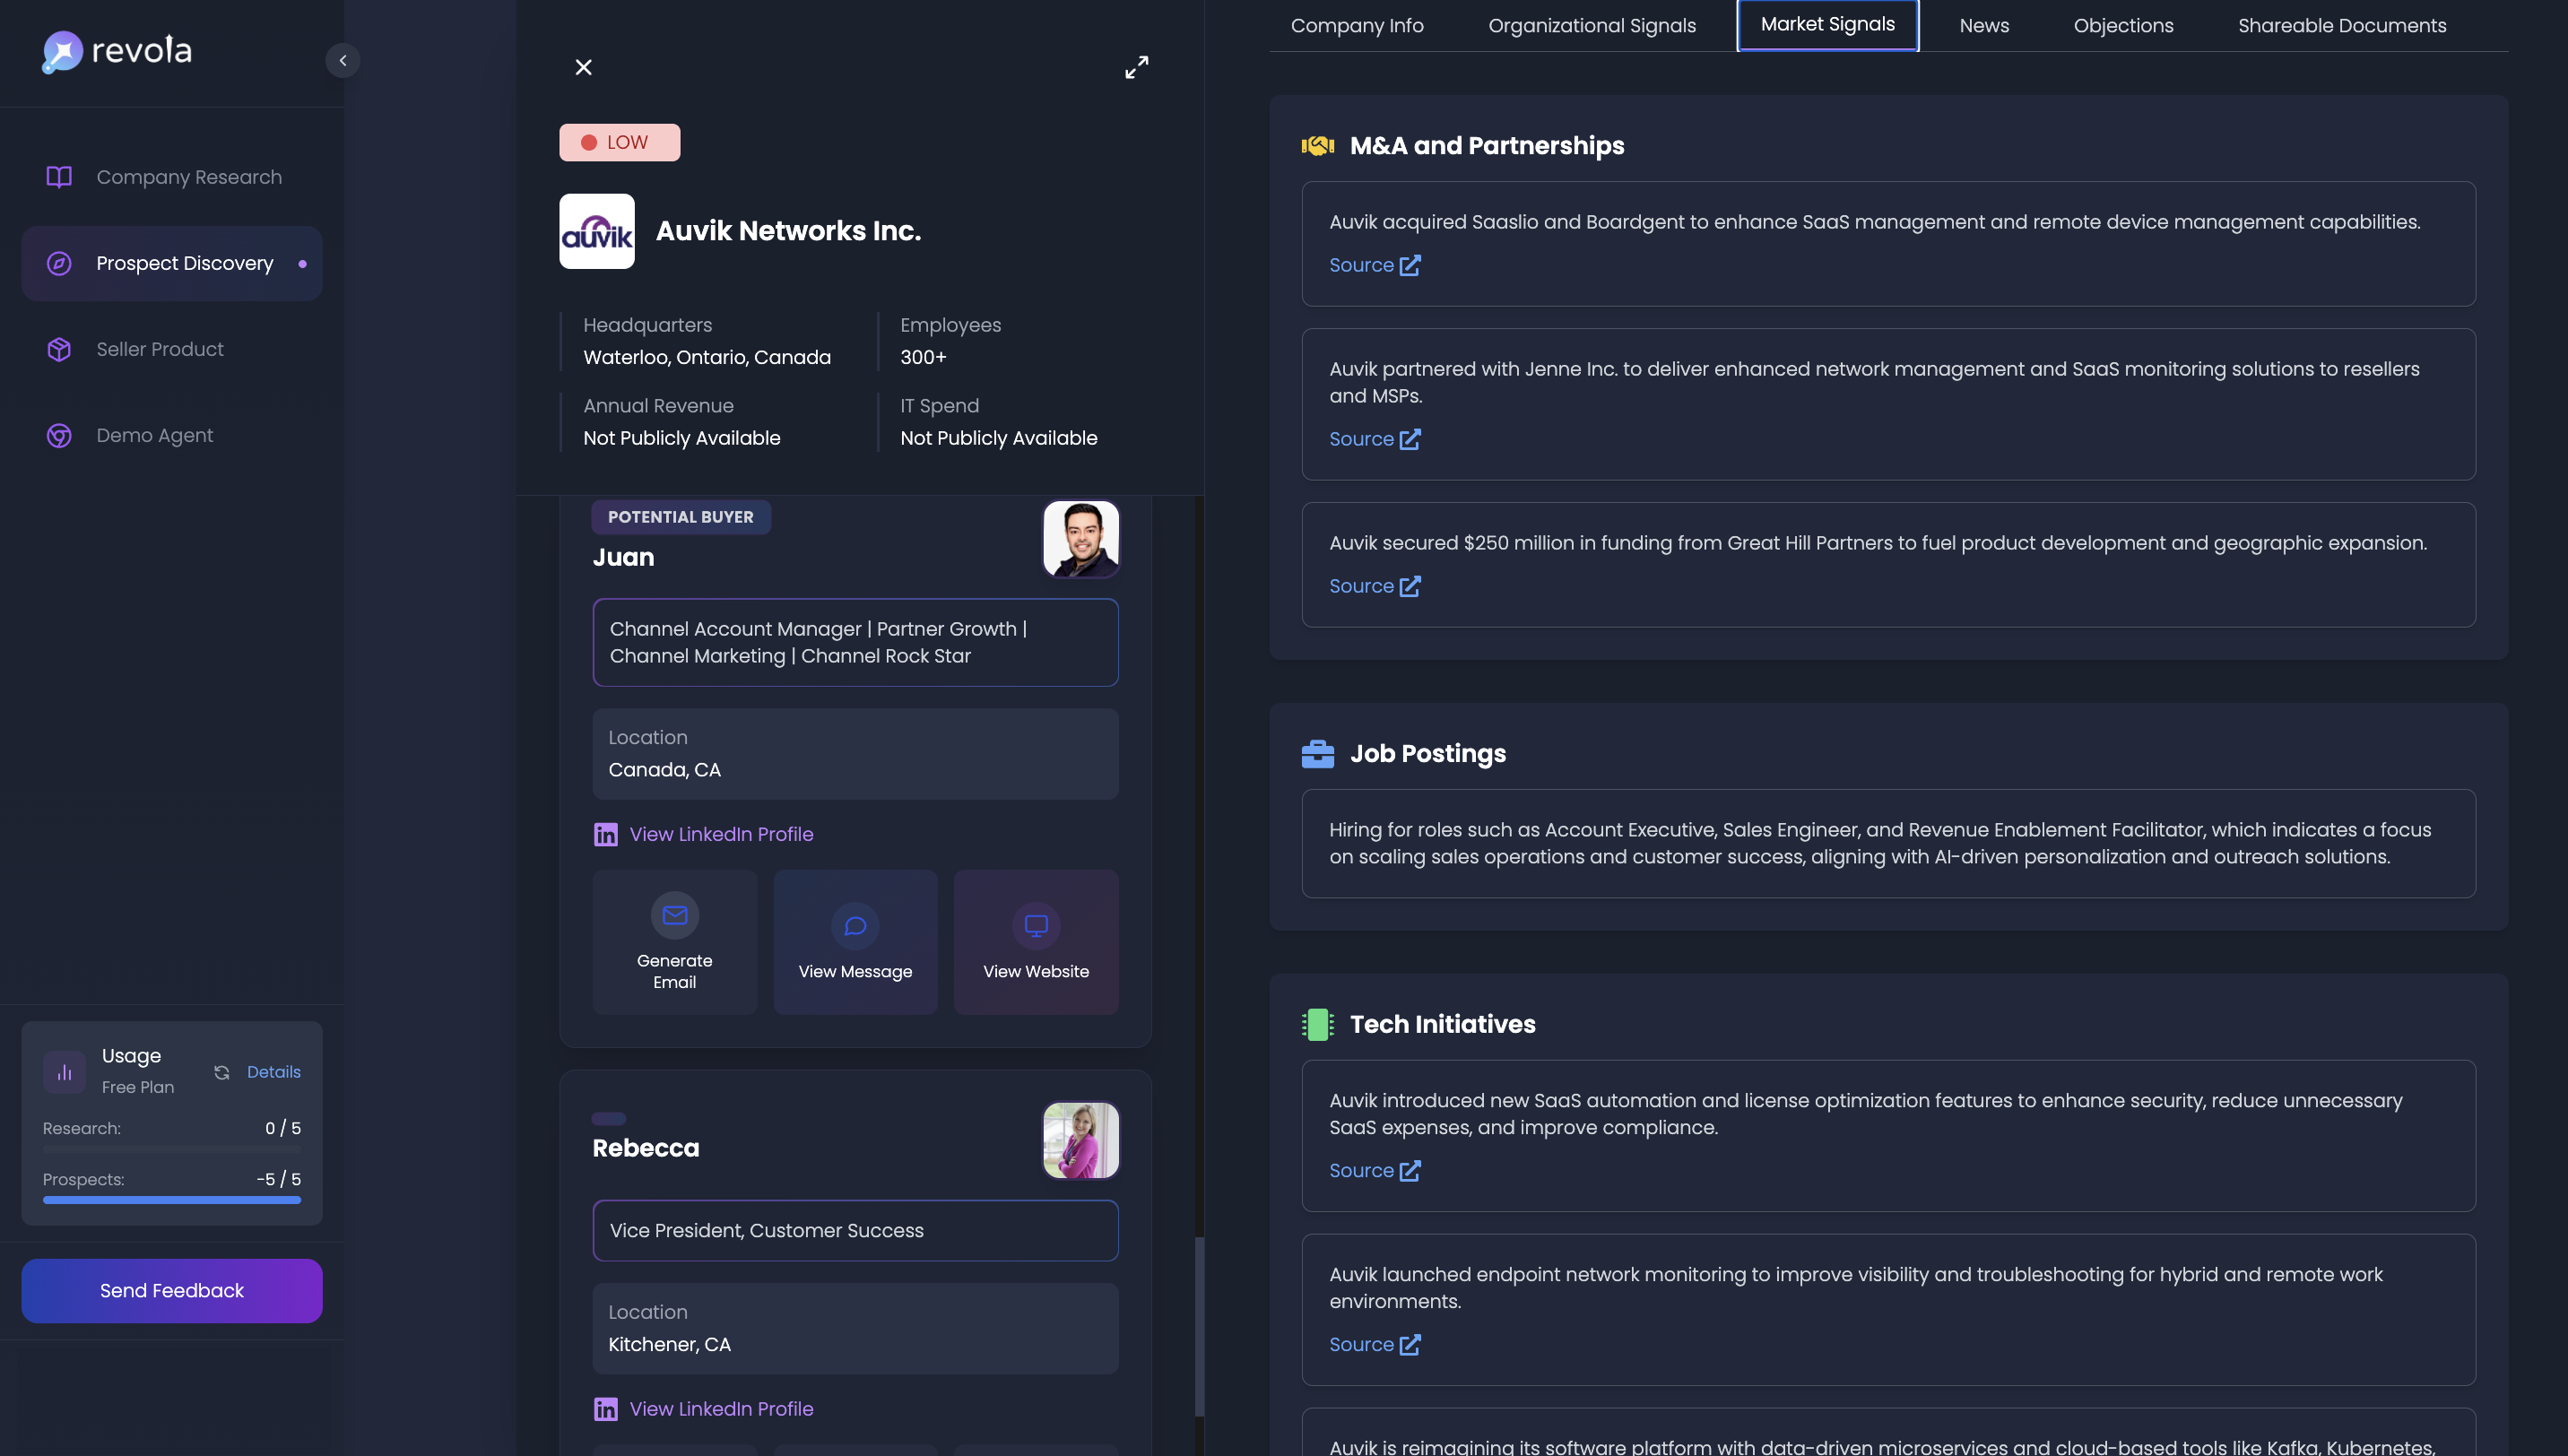 revola
Company Research
Prospect Discovery
Seller Product
Demo Agent
Usage
Free Plan
Details
Research:
0 / 5
Prospects:
-5 / 5
Send Feedback
LOW
auvik
Auvik Networks Inc.
Headquarters
Waterloo, Ontario, Canada
Employees
300+
Annual Revenue
Not Publicly Available
IT Spend
Not Publicly Available
POTENTIAL BUYER
Juan
Channel Account Manager | Partner Growth |
Channel Marketing | Channel Rock Star
Location
Canada, CA
in View LinkedIn Profile
Generate
Email
View Message
View Website
Rebecca
Vice President, Customer Success
Location
Kitchener, CA
in View LinkedIn Profile
Company Info
Organizational Signals
Market Signals
News
Objections
Shareable Documents
M&A and Partnerships
Auvik acquired Saaslio and Boardgent to enhance SaaS management and remote device management capabilities.
Source
Auvik partnered with Jenne Inc. to deliver enhanced network management and SaaS monitoring solutions to resellers
and MSPs.
Source
Auvik secured $250 million in funding from Great Hill Partners to fuel product development and geographic expansion.
Source
Job Postings
Hiring for roles such as Account Executive, Sales Engineer, and Revenue Enablement Facilitator, which indicates a focus
on scaling sales operations and customer success, aligning with AI-driven personalization and outreach solutions.
Tech Initiatives
Auvik introduced new SaaS automation and license optimization features to enhance security, reduce unnecessary
SaaS expenses, and improve compliance.
Source
Auvik launched endpoint network monitoring to improve visibility and troubleshooting for hybrid and remote work
environments.
Source
Auvik is reimagining its software platform with data-driven microservices and cloud-based tools like Kafka, Kubernetes,